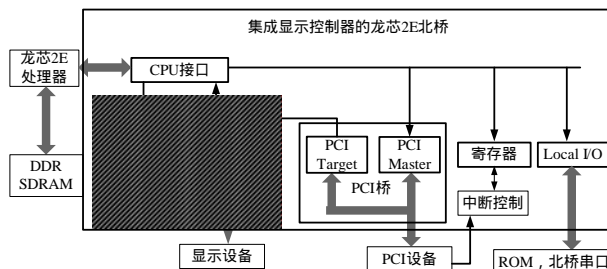 集成显示控制器的龙芯2E北桥
龙芯2E
处理器
CPU接口
PCI
Target
PCI
Master
寄存器
Local I/O
PCI桥
DDR
SDRAM
中断控制
显示设备
PCI设备
ROM，北桥串口